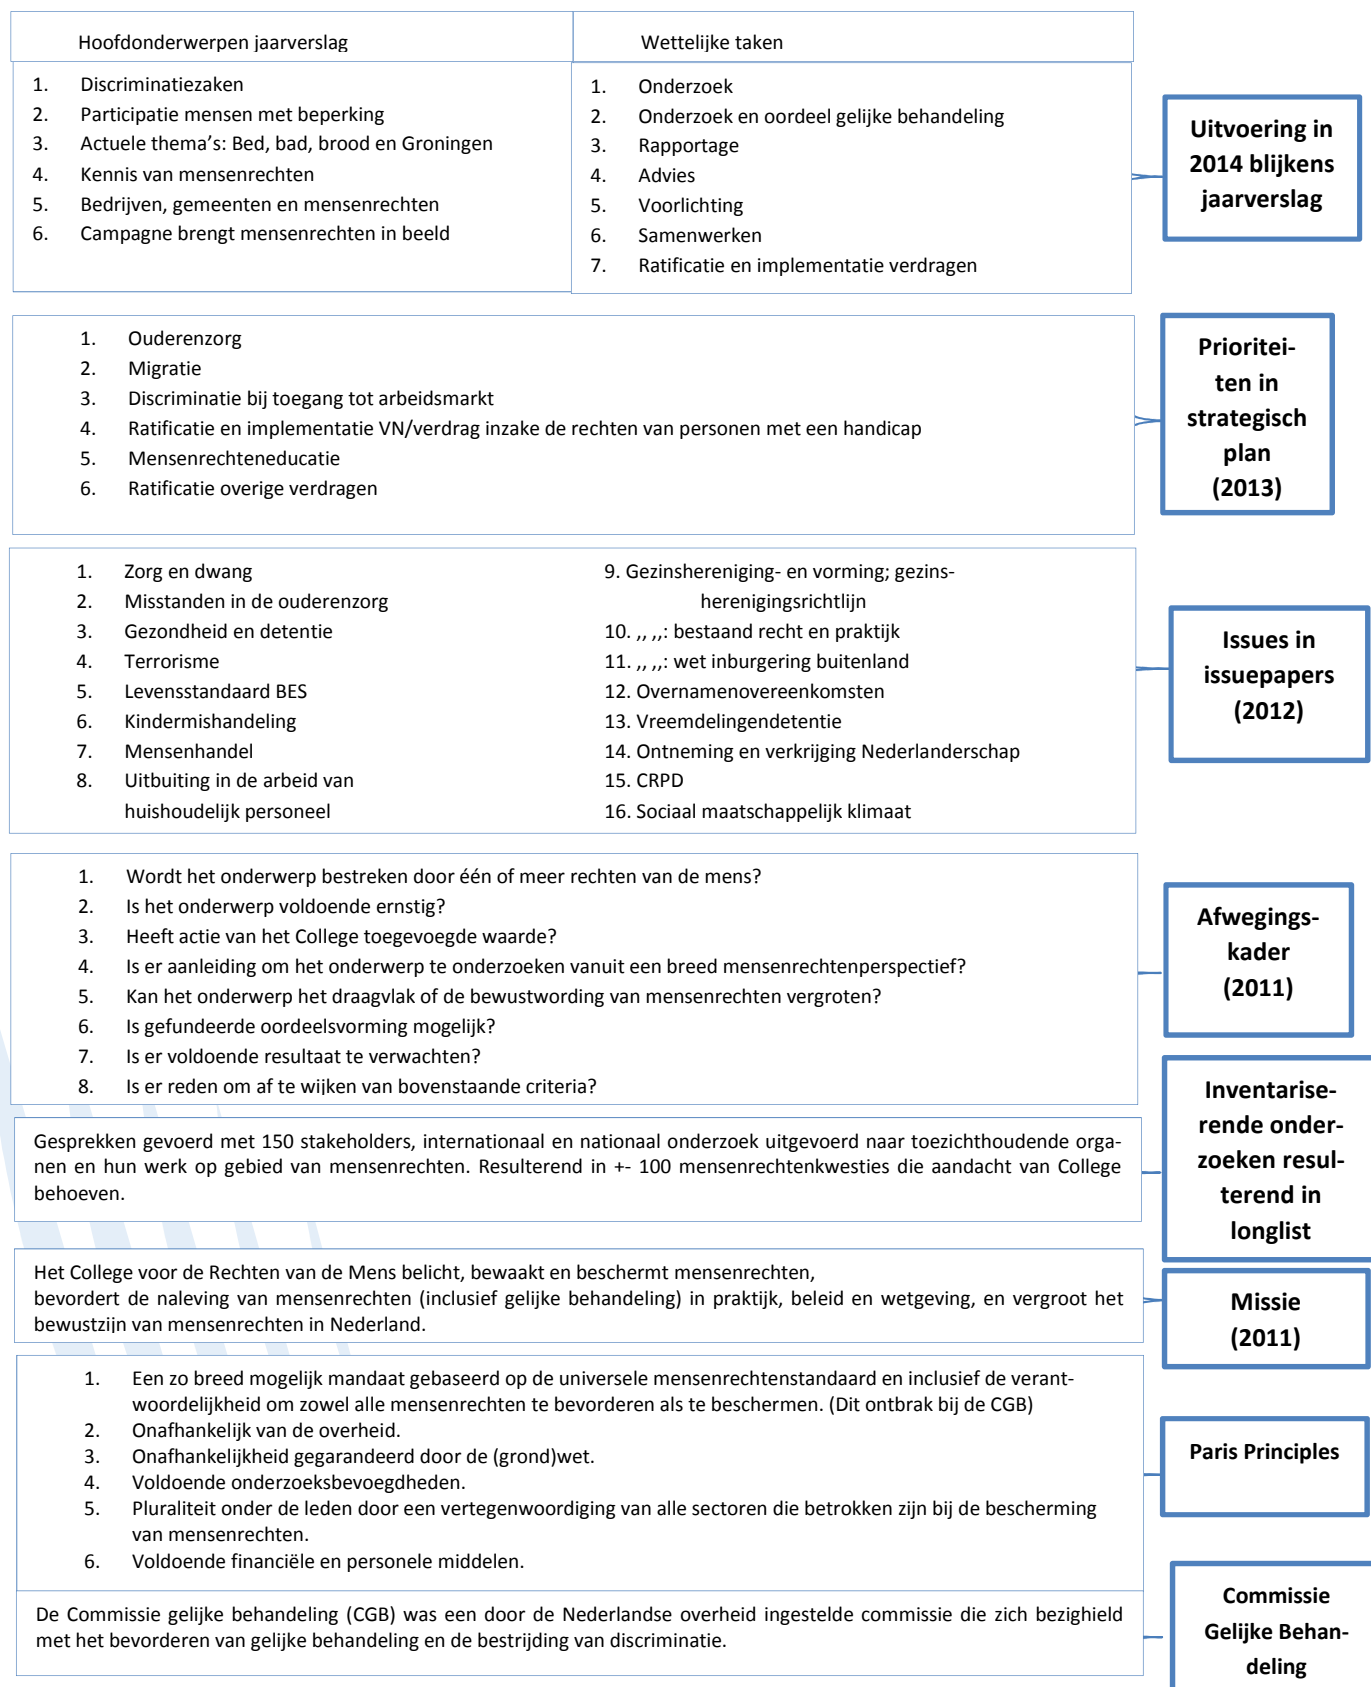 Hoofdonderwerpen jaarverslag
Wettelijke taken
1. Discriminatiezaken
2. Participatie mensen met beperking
3. Actuele thema's: Bed, bad, brood en Groningen
4. Kennis van mensenrechten
5. Bedrijven, gemeenten en mensenrechten
6. Campagne brengt mensenrechten in beeld
1. Onderzoek
2. Onderzoek en oordeel gelijke behandeling
3. Rapportage
4. Advies
5. Voorlichting
6. Samenwerken
7. Ratificatie en implementatie verdragen
Uitvoering in
2014 blijkens
jaarverslag
1. Ouderenzorg
2. Migratie
3. Discriminatie bij toegang tot arbeidsmarkt
4. Ratificatie en implementatie VN/verdrag inzake de rechten van personen met een handicap
5. Mensenrechteneducatie
6. Ratificatie overige verdragen
Prioritei-
ten in
strategisch
plan
(2013)
1. Zorg en dwang
2. Misstanden in de ouderenzorg
3. Gezondheid en detentie
4. Terrorisme
5. Levensstandaard BES
6. Kindermishandeling
7. Mensenhandel
8. Uitbuiting in de arbeid van
huishoudelijk personeel
9. Gezinshereniging- en vorming; gezins-
herenigingsrichtlijn
10. ,, ,,: bestaand recht en praktijk
11. ,, ,,: wet inburgering buitenland
12. Overnamenovereenkomsten
13. Vreemdelingendetentie
14. Ontneming en verkrijging Nederlanderschap
15. CRPD
16. Sociaal maatschappelijk klimaat
Issues in
issuepapers
(2012)
1. Wordt het onderwerp bestreken door één of meer rechten van de mens?
2. Is het onderwerp voldoende ernstig?
3. Heeft actie van het College toegevoegde waarde?
4. Is er aanleiding om het onderwerp te onderzoeken vanuit een breed mensenrechtenperspectief?
5. Kan het onderwerp het draagvlak of de bewustwording van mensenrechten vergroten?
6. Is gefundeerde oordeelsvorming mogelijk?
7. Is er voldoende resultaat te verwachten?
8. Is er reden om af te wijken van bovenstaande criteria?
Afwegings-
kader
(2011)
Gesprekken gevoerd met 150 stakeholders, internationaal en nationaal onderzoek uitgevoerd naar toezichthoudende orga-
nen en hun werk op gebied van mensenrechten. Resulterend in +- 100 mensenrechtenkwesties die aandacht van College
behoeven.
Inventarise-
rende onder-
zoeken resul-
terend in
longlist
Het College voor de Rechten van de Mens belicht, bewaakt en beschermt mensenrechten,
bevordert de naleving van mensenrechten (inclusief gelijke behandeling) in praktijk, beleid en wetgeving, en vergroot het
bewustzijn van mensenrechten in Nederland.
Missie
(2011)
1. Een zo breed mogelijk mandaat gebaseerd op de universele mensenrechtenstandaard en inclusief de verant-
woordelijkheid om zowel alle mensenrechten te bevorderen als te beschermen. (Dit ontbrak bij de CGB)
2. Onafhankelijk van de overheid.
3. Onafhankelijkheid gegarandeerd door de (grond)wet.
4. Voldoende onderzoeksbevoegdheden.
5. Pluraliteit onder de leden door een vertegenwoordiging van alle sectoren die betrokken zijn bij de bescherming
van mensenrechten.
6. Voldoende financiële en personele middelen.
Paris Principles
De Commissie gelijke behandeling (CGB) was een door de Nederlandse overheid ingestelde commissie die zich bezighield
met het bevorderen van gelijke behandeling en de bestrijding van discriminatie.
Commissie
Gelijke Behan-
deling